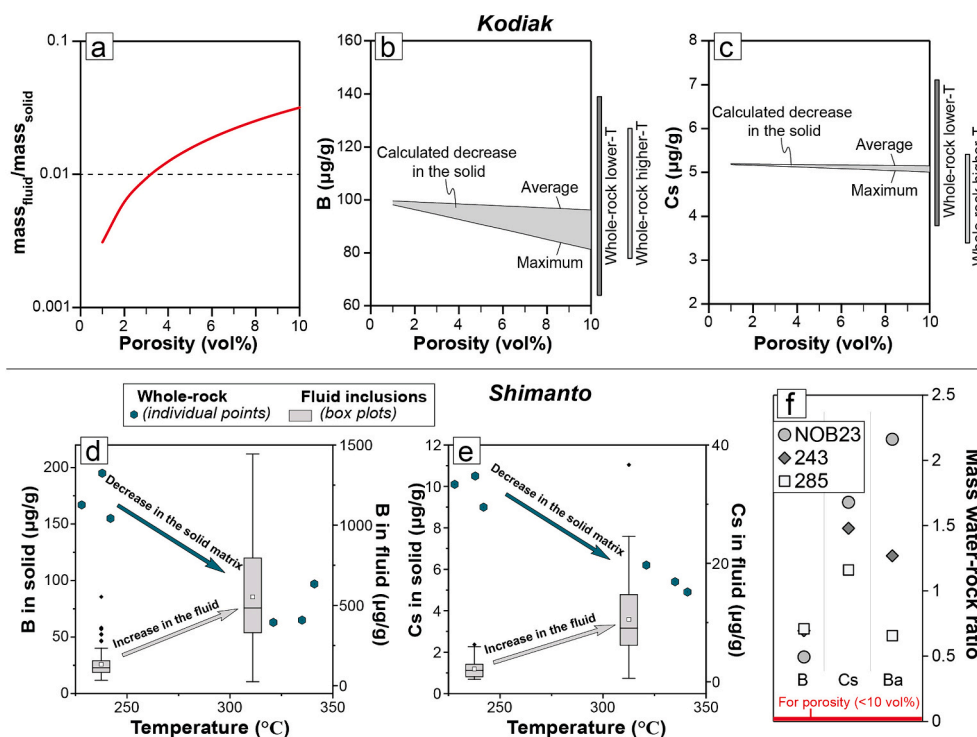 Kodiak
a
0.1
0.01
0.001
mass_fluid/mass_solid
0 2 4 6 8 10
Porosity (vol%)
b
160
140
120
100
80
60
B (µg/g)
Calculated decrease
in the solid
Average
Maximum
0 2 4 6 8 10
Porosity (vol%)
Whole-rock lower-T
Whole-rock higher-T
c
8
7
6
5
4
3
2
Cs (µg/g)
Calculated decrease
in the solid
Average
Maximum
0 2 4 6 8 10
Porosity (vol%)
Whole-rock lower-T
Whole-rock higher-T
Shimanto
Whole-rock
(individual points)
Fluid inclusions
(box plots)
d
200
150
100
75
50
25
0
B in solid (µg/g)
Decrease in the solid matrix
Increase in the fluid
1500
1000
500
0
B in fluid (µg/g)
250 300 350
Temperature (°C)
e
12
10
8
6
4
2
0
Cs in solid (µg/g)
Decrease in the solid matrix
Increase in the fluid
40
20
0
Cs in fluid (µg/g)
250 300 350
Temperature (°C)
f
NOB23
243
285
B Cs Ba
For porosity (<10 vol%)
2.5
2
1.5
1
0.5
0
Mass water-rock ratio